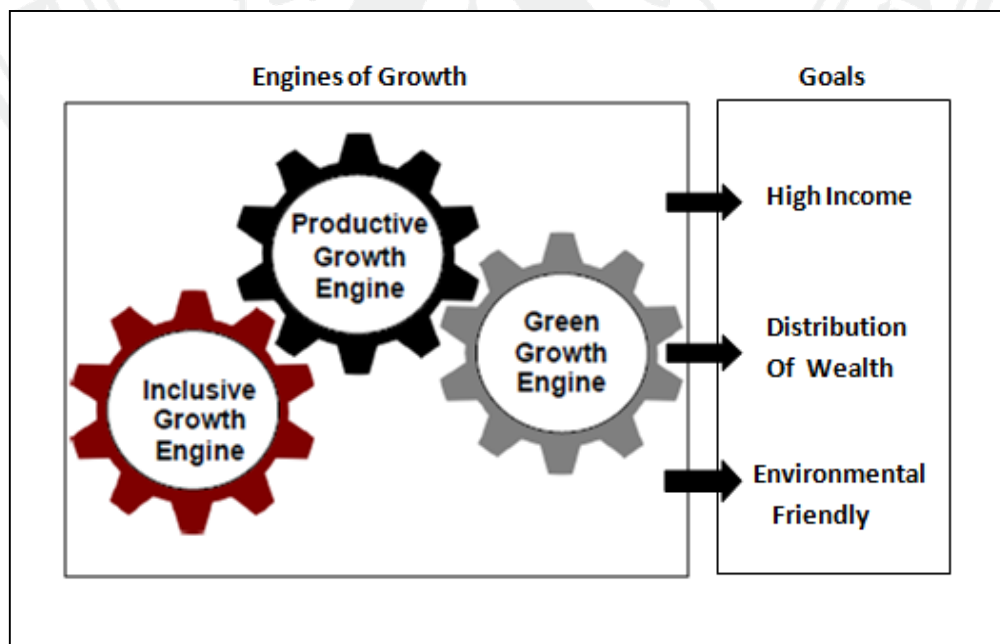 Engines of Growth
Goals
Productive
Growth
Engine
Green
Growth
Engine
Inclusive
Growth
Engine
High Income
Distribution
Of Wealth
Environmental
Friendly